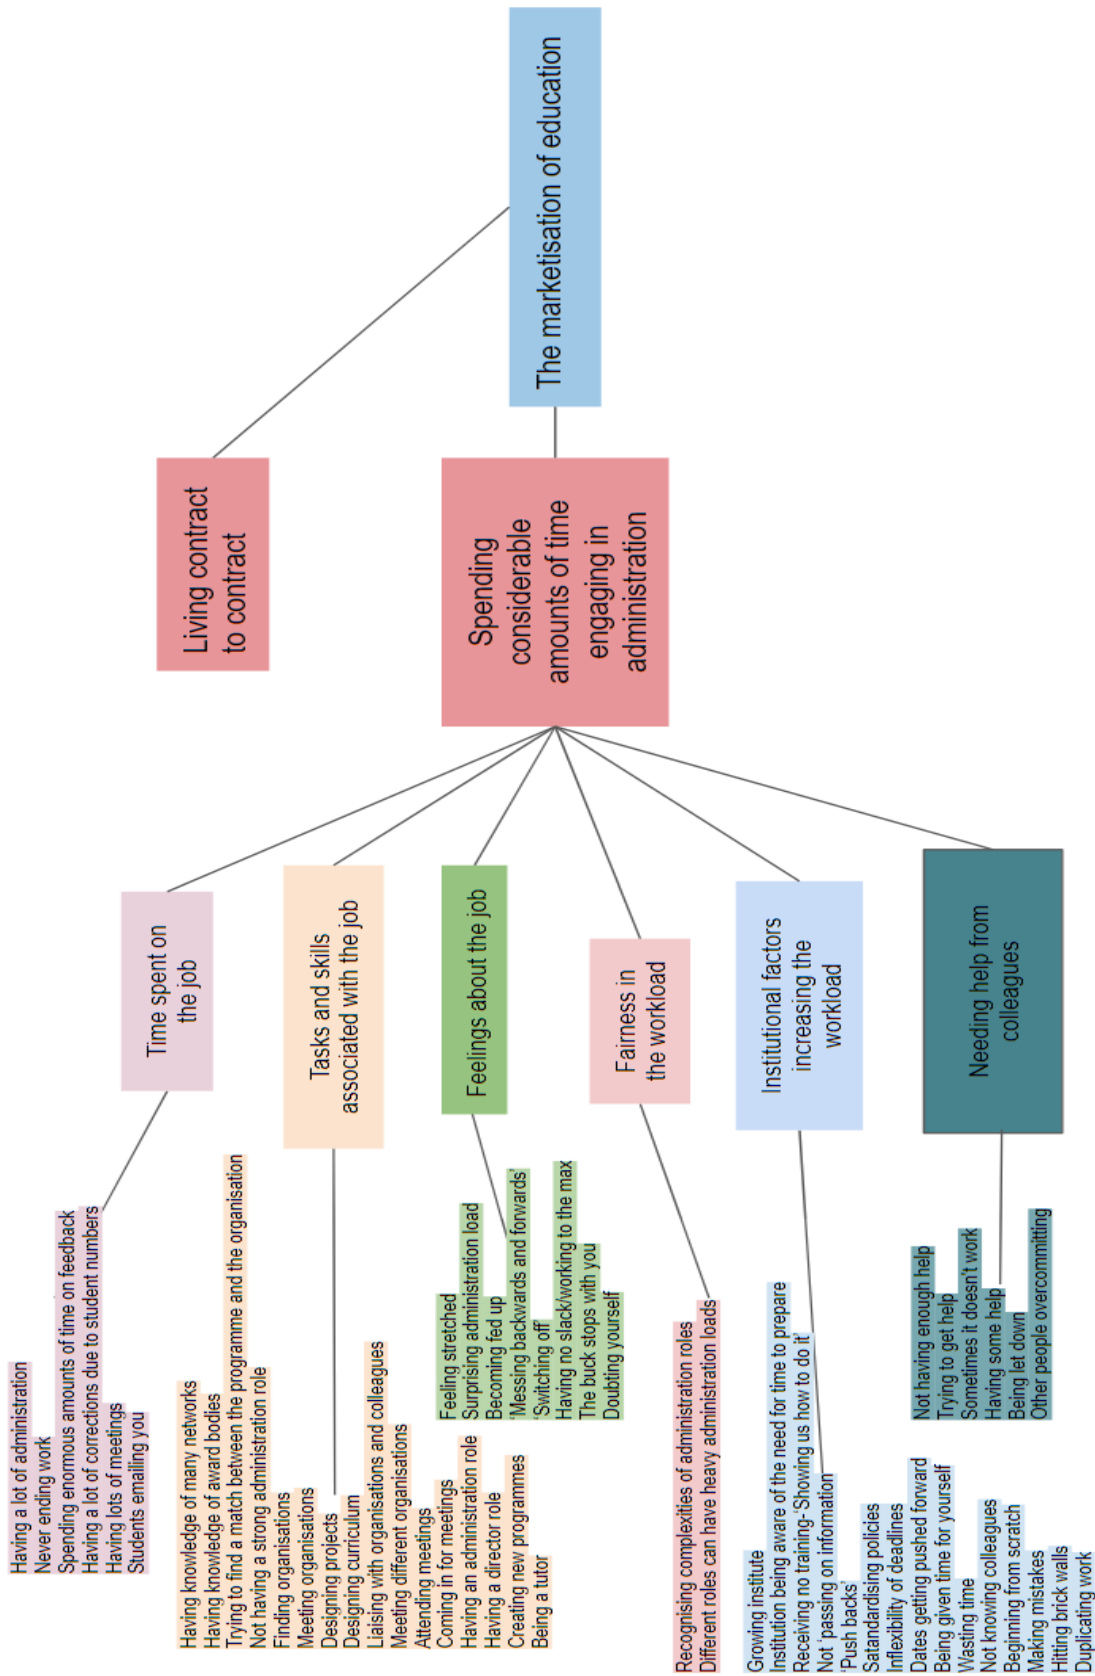 Having a lot of administration
Never ending work
Spending enormous amounts of time on feedback
Having a lot of corrections due to student numbers
Having lots of meetings
Students emailing you
Having knowledge of many networks
Having knowledge of award bodies
Trying to find a match between the programme and the organisation
Not having a strong administration role
Finding organisations
Meeting organisations
Designing projects
Designing curriculum
Liaising with organisations and colleagues
Meeting different organisations
Attending meetings
Coming in for meetings
Having an administration role
Having a director role
Creating new programmes
Being a tutor
Feeling stretched
Surprising administration load
Becoming fed up
'Messing backwards and forwards'
'Switching off
Having no slack/working to the max
The buck stops with you
Doubting yourself
Recognising complexities of administration roles
Different roles can have heavy administration loads
Growing institute
Institution being aware of the need for time to prepare
Receiving no training-'Showing us how to do it'
Not 'passing on information'
'Push backs'
Satandardising policies
Inflexibility of deadlines
Dates getting pushed forward
Being given time for yourself
Wasting time
Not knowing colleagues
Beginning from scratch
Making mistakes
Hitting brick walls
Duplicating work
Not having enough help
Trying to get help
Sometimes it doesn't work
Having some help
Being let down
Other people overcommitting
Time spent on
the job
Tasks and skills
associated with the job
Feelings about the job
Fairness in
the workload
Institutional factors
increasing the
workload
Needing help from
colleagues
Living contract
to contract
Spending
considerable
amounts of time
engaging in
administration
The marketisation of education